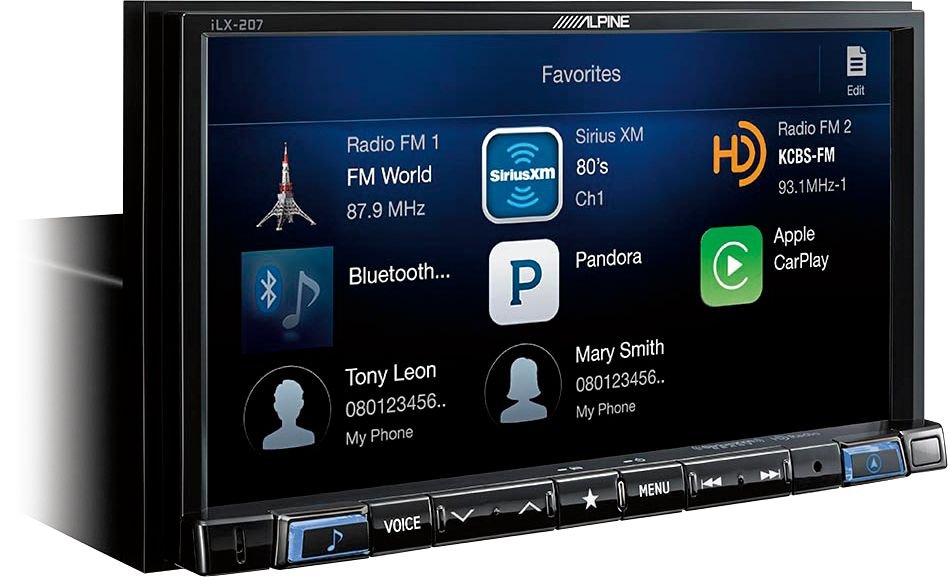 iLX-207
ALPINE
Favorites
Edit
Radio FM 1
FM World
87.9 MHz
SiriusXM
Sirius XM
80's
Ch1
HD
Radio FM 2
KCBS-FM
93.1MHz-1
Bluetooth...
P
Pandora
Apple
CarPlay
Tony Leon
080123456..
My Phone
Mary Smith
080123456..
My Phone
VOICE
MENU